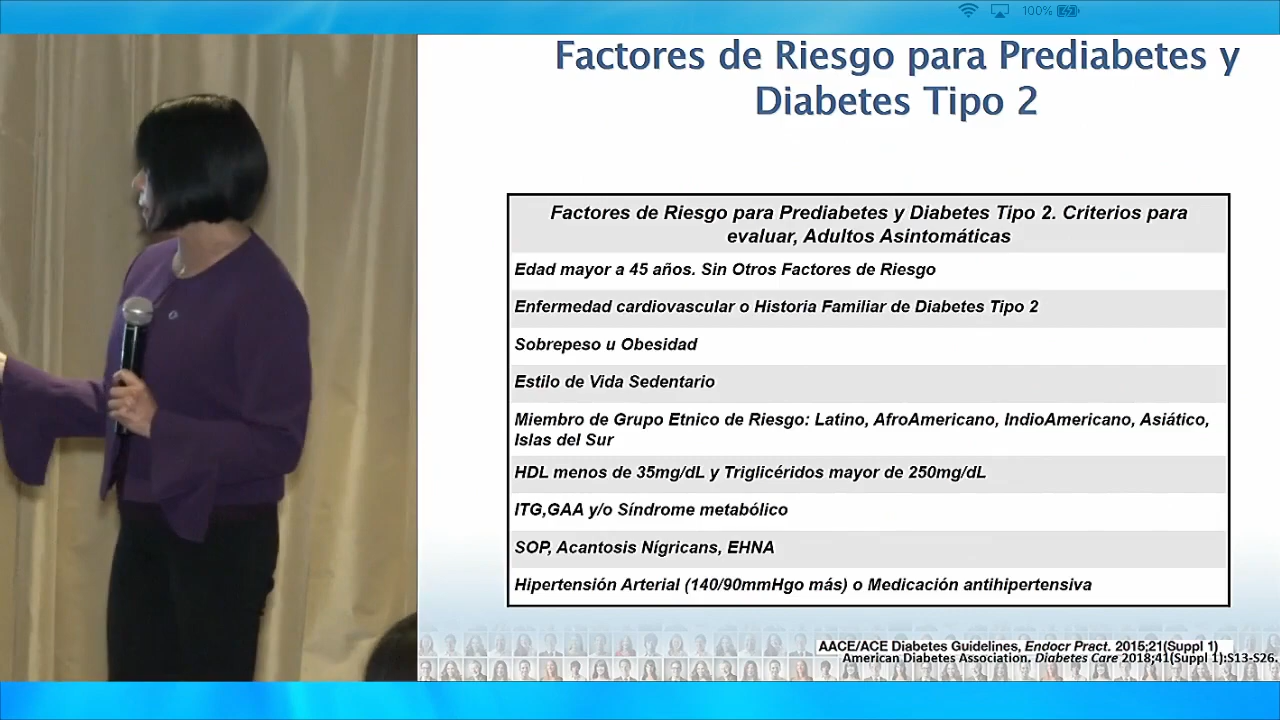 100%
Factores de Riesgo para Prediabetes y
Diabetes Tipo 2
Factores de Riesgo para Prediabetes y Diabetes Tipo 2. Criterios para
evaluar, Adultos Asintomáticas
Edad mayor a 45 años. Sin Otros Factores de Riesgo
Enfermedad cardiovascular o Historia Familiar de Diabetes Tipo 2
Sobrepeso u Obesidad
Estilo de Vida Sedentario
Miembro de Grupo Etnico de Riesgo: Latino, AfroAmericano, IndioAmericano, Asiático,
Islas del Sur
HDL menos de 35mg/dL y Triglicéridos mayor de 250mg/dL
ITG,GAA y/o Síndrome metabólico
SOP, Acantosis Nígricans, EHNA
Hipertensión Arterial (140/90mmHgo más) o Medicación antihipertensiva
AACE/ACE Diabetes Guidelines, Endocr Pract. 2015;21(Suppl 1)
American Diabetes Association. Diabetes Care 2018;41(Suppl 1):S13-S26.